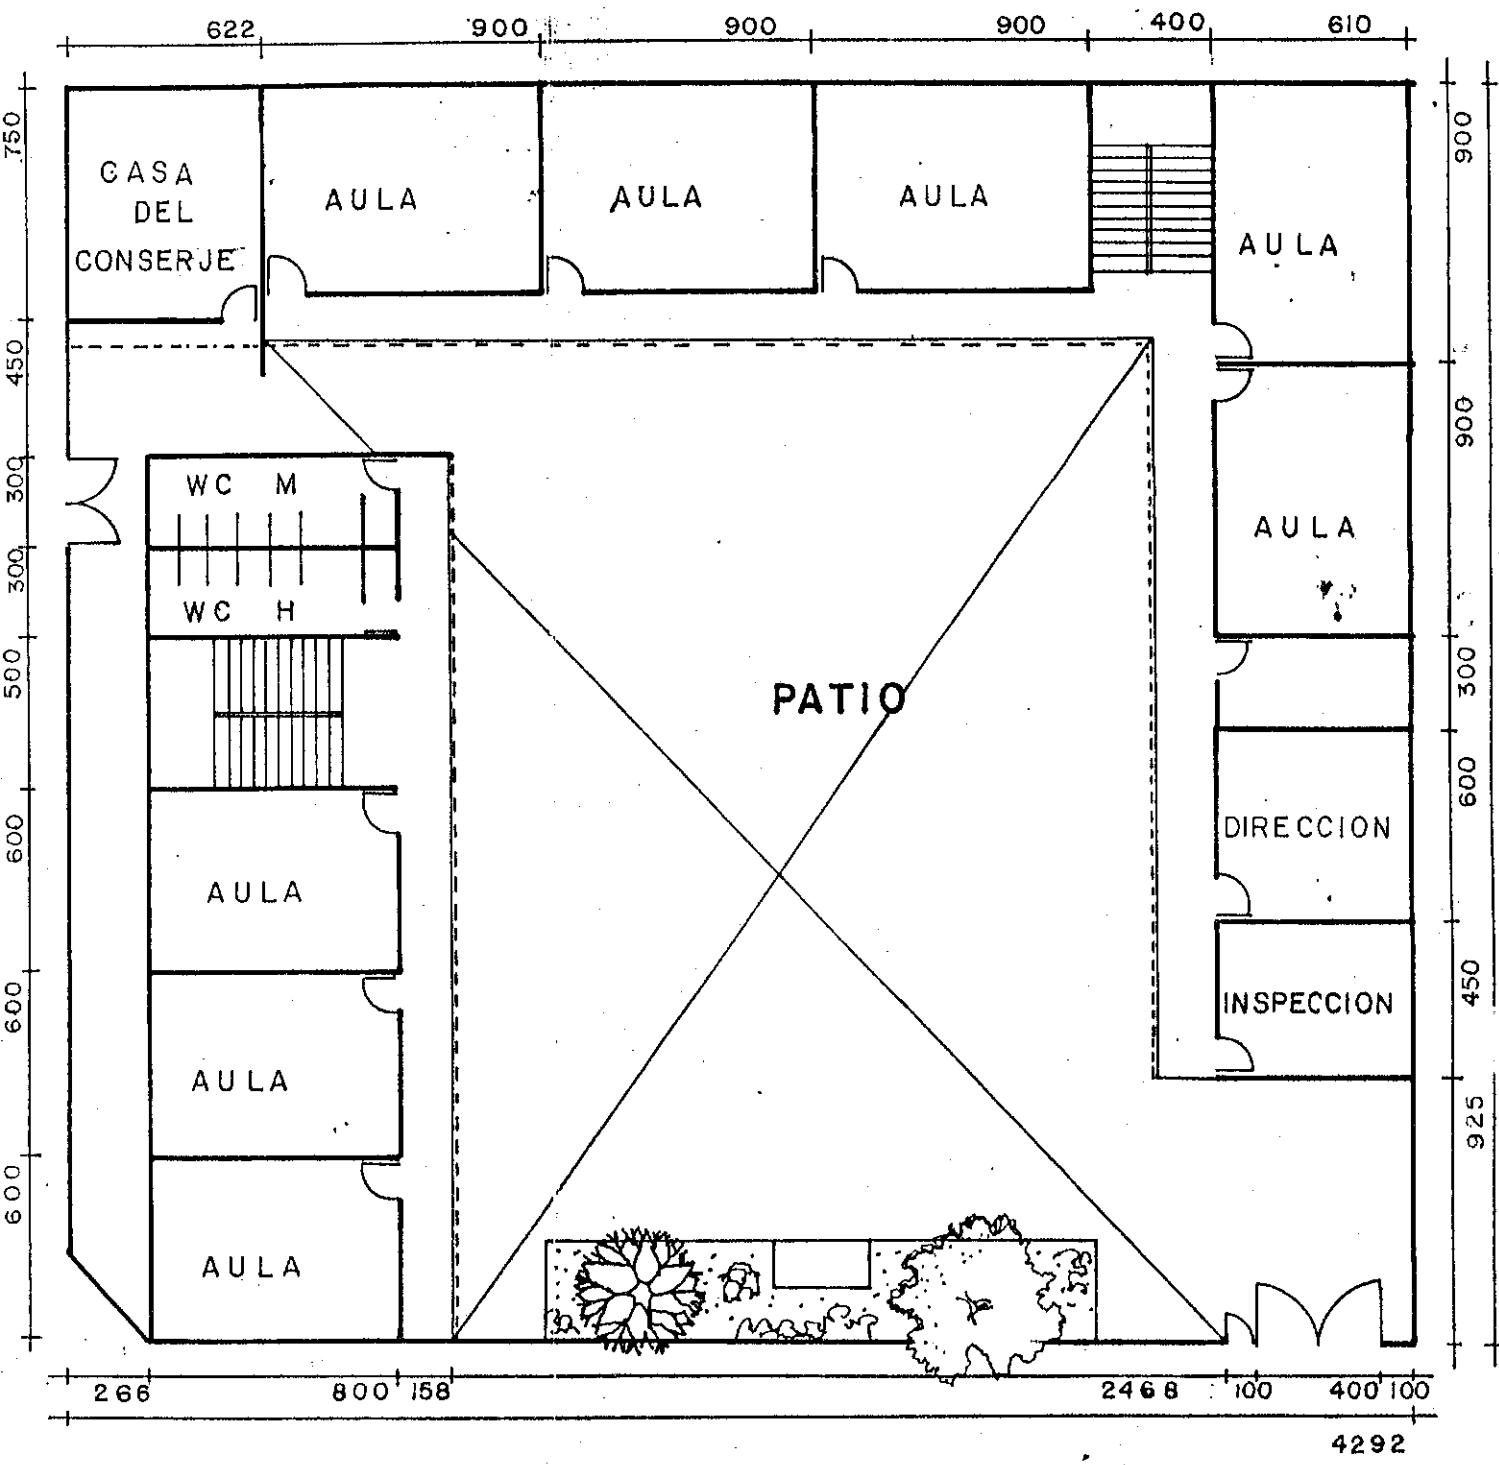 622 900 900 900 400 610
750
900
CASA
DEL
CONSERJE
AULA
AULA
AULA
AULA
450
900
300
WC M
AULA
300
WC H
500
300
PATIO
600
DIRECCION
600
AULA
450
INSPECCION
600
AULA
925
600
AULA
266 800 158 2468 100 400 100
4292